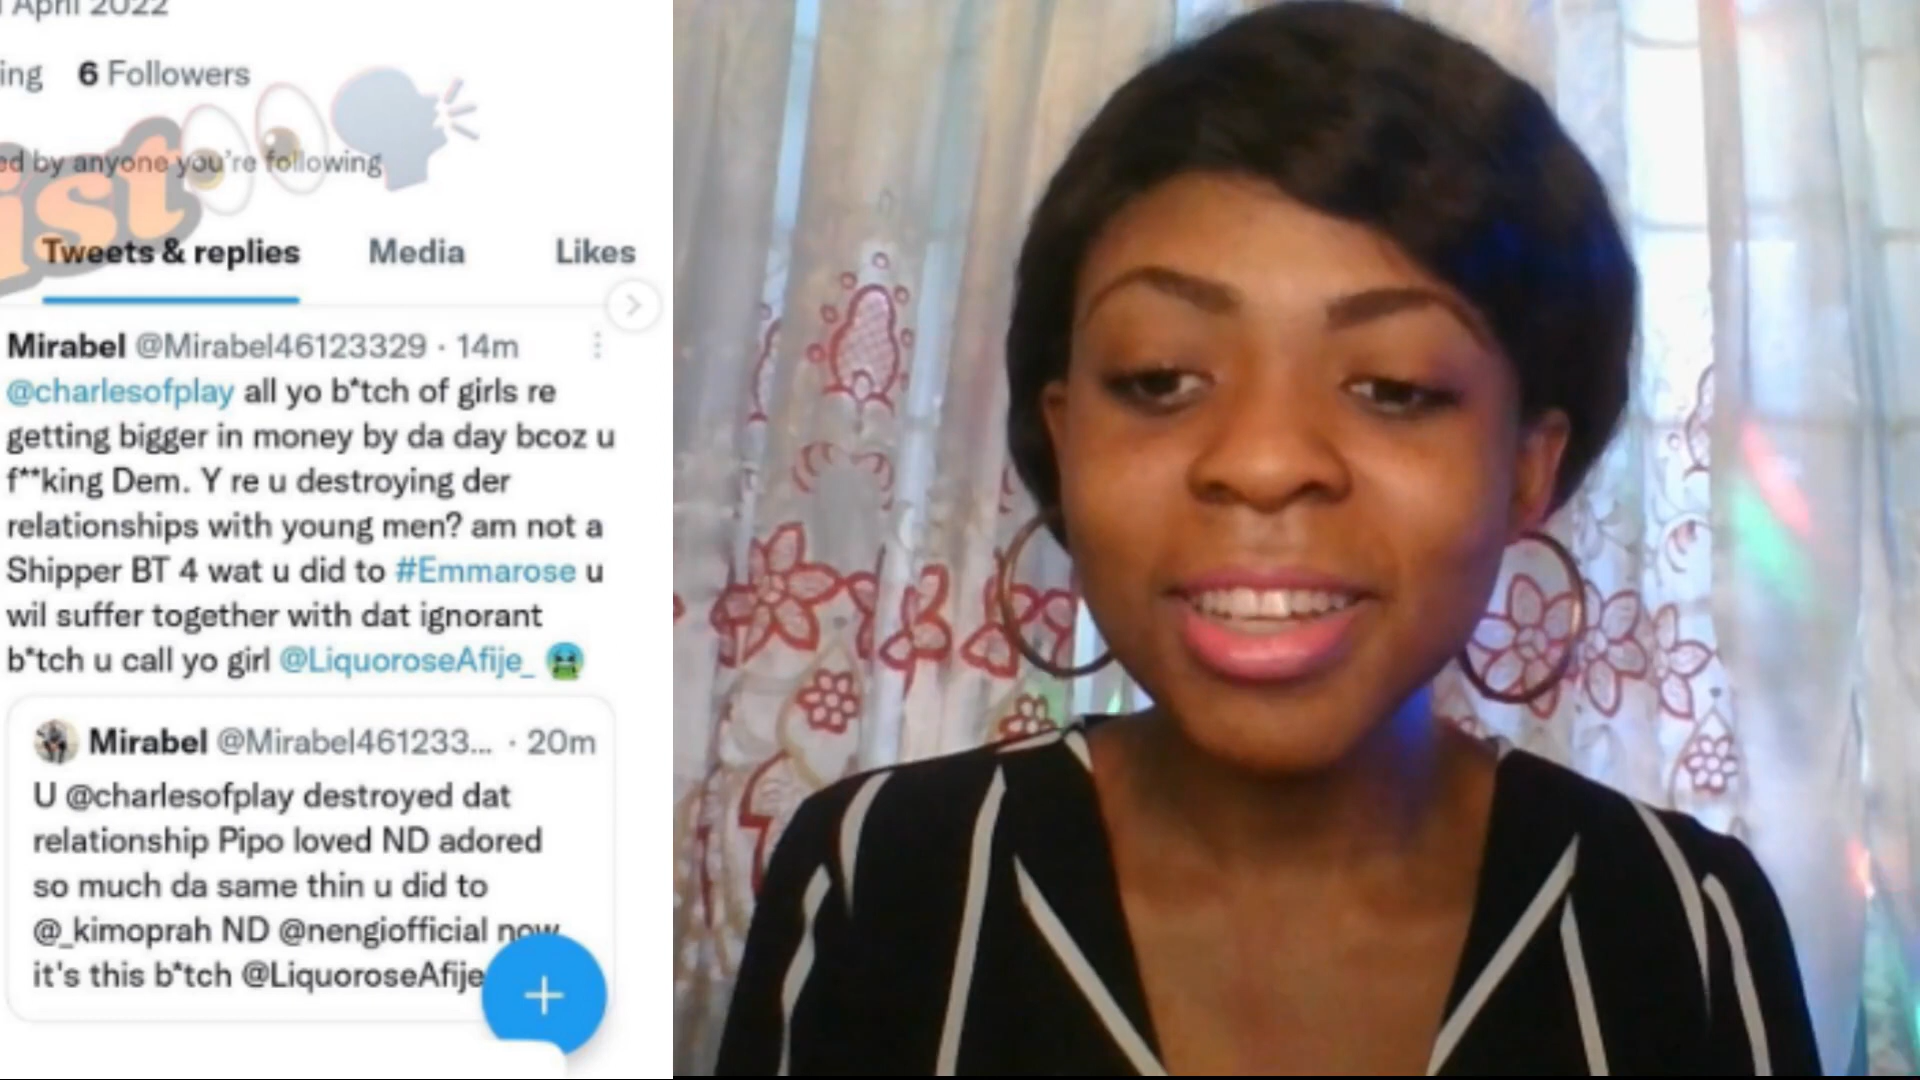 April 2022
ing 6 Followers
ist
ed by anyone you're following
Tweets & replies Media Likes
Mirabel @Mirabel46123329 · 14m
@charlesofplay all yo b*tch of girls re
getting bigger in money by da day bcoz u
f**king Dem. Y re u destroying der
relationships with young men? am not a
Shipper BT 4 wat u did to #Emmarose u
wil suffer together with dat ignorant
b*tch u call yo girl @LiquoroseAfije_
Mirabel @Mirabel461233... · 20m
U @charlesofplay destroyed dat
relationship Pipo loved ND adored
so much da same thin u did to
@_kimoprah ND @nengiofficial now
it's this b*tch @LiquoroseAfije